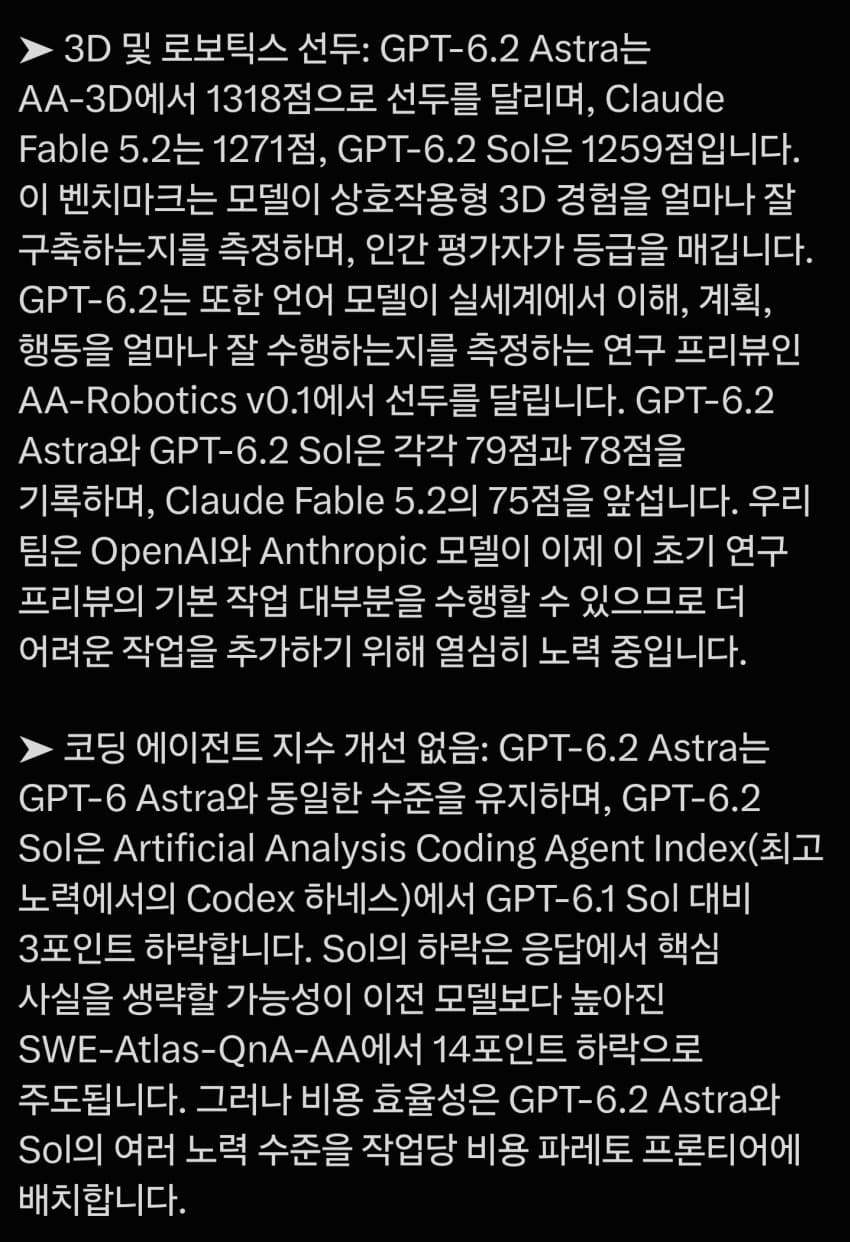 ➤ 3D 및 로보틱스 선두: GPT-6.2 Astra는
AA-3D에서 1318점으로 선두를 달리며, Claude
Fable 5.2는 1271점, GPT-6.2 Sol은 1259점입니다.
이 벤치마크는 모델이 상호작용형 3D 경험을 얼마나 잘
구축하는지를 측정하며, 인간 평가자가 등급을 매깁니다.
GPT-6.2는 또한 언어 모델이 실세계에서 이해, 계획,
행동을 얼마나 잘 수행하는지를 측정하는 연구 프리뷰인
AA-Robotics v0.1에서 선두를 달립니다. GPT-6.2
Astra와 GPT-6.2 Sol은 각각 79점과 78점을
기록하며, Claude Fable 5.2의 75점을 앞섭니다. 우리
팀은 OpenAI와 Anthropic 모델이 이제 이 초기 연구
프리뷰의 기본 작업 대부분을 수행할 수 있으므로 더
어려운 작업을 추가하기 위해 열심히 노력 중입니다.
➤ 코딩 에이전트 지수 개선 없음: GPT-6.2 Astra는
GPT-6 Astra와 동일한 수준을 유지하며, GPT-6.2
Sol은 Artificial Analysis Coding Agent Index(최고
노력에서의 Codex 하네스)에서 GPT-6.1 Sol 대비
3포인트 하락합니다. Sol의 하락은 응답에서 핵심
사실을 생략할 가능성이 이전 모델보다 높아진
SWE-Atlas-QnA-AA에서 14포인트 하락으로
주도됩니다. 그러나 비용 효율성은 GPT-6.2 Astra와
Sol의 여러 노력 수준을 작업당 비용 파레토 프론티어에
배치합니다.